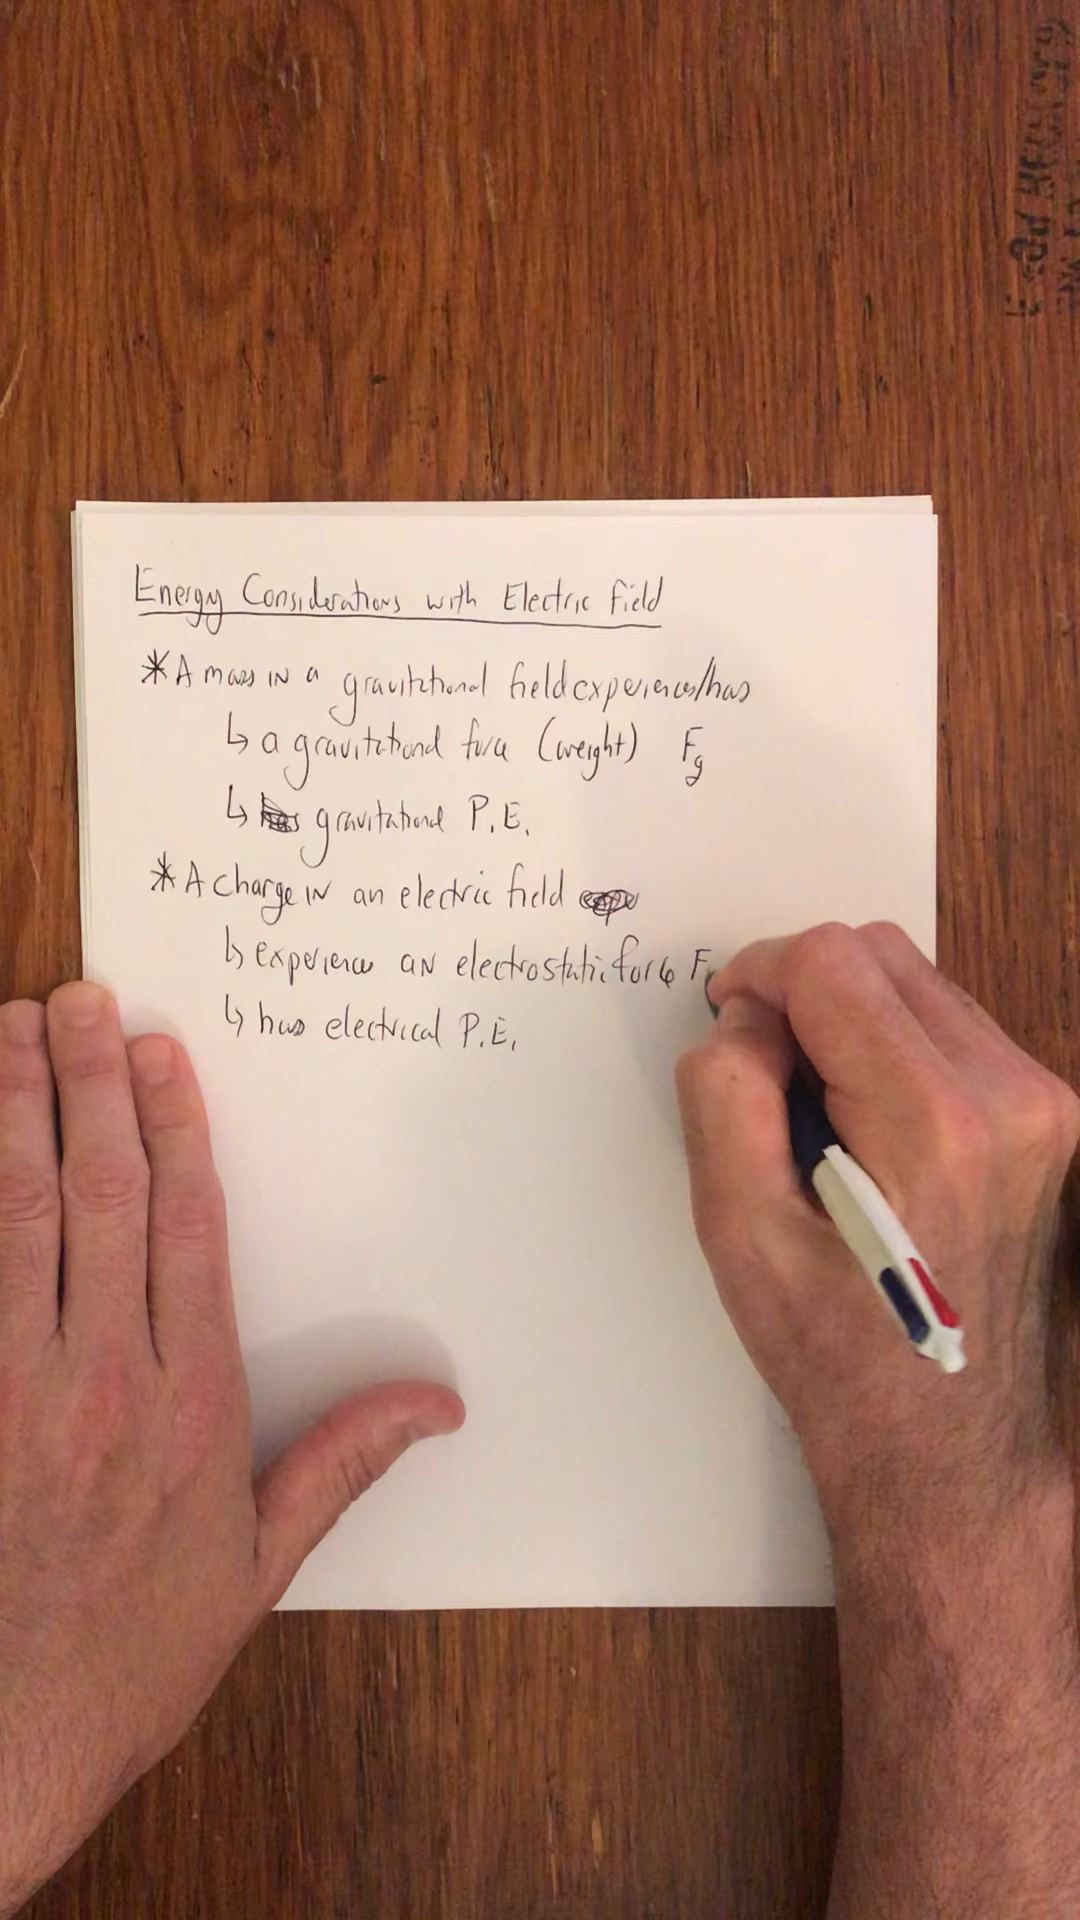 Energy Considerations with Electric Field
* A mass in a gravitational field experiences/has
↳ a gravitational force (weight) Fg
↳ gravitational P.E.
* A charge in an electric field
↳ experiences an electrostatic force F
↳ has electrical P.E.